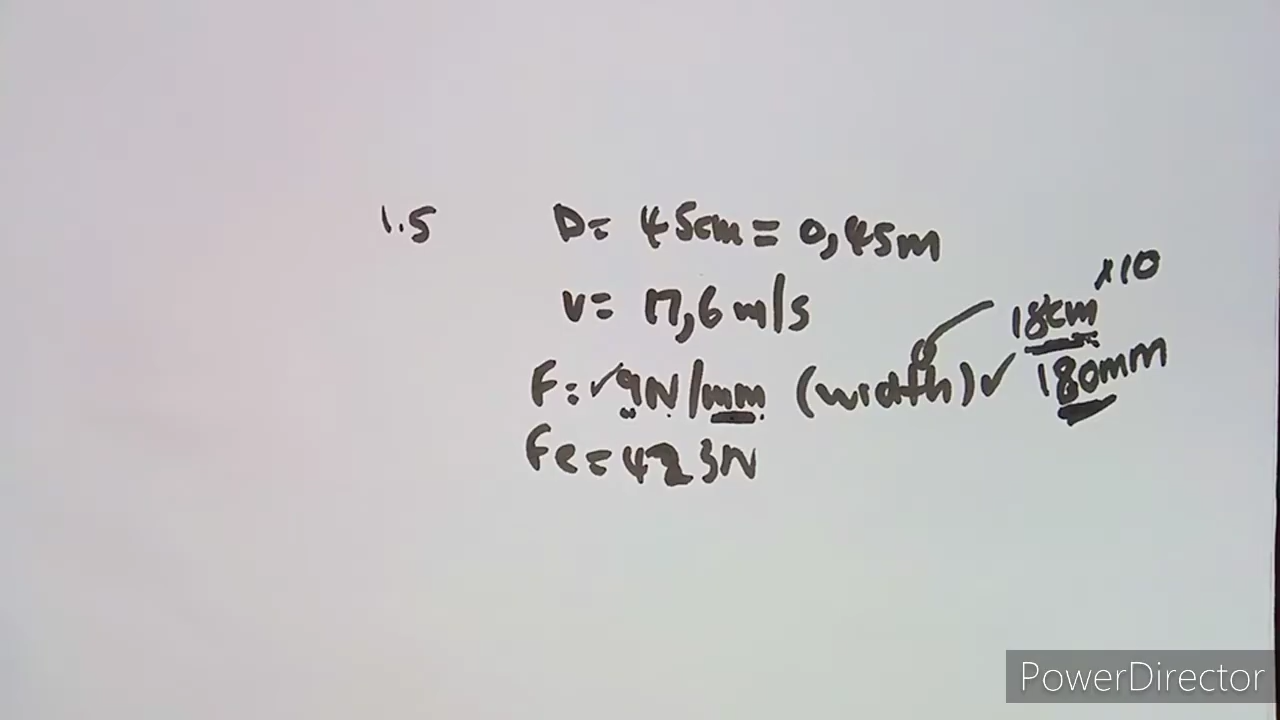 1.5 D= 45cm = 0,45m
v= 17,6 m/s
18cm x10
F= ✓9N/mm (width) ✓ 180mm
Fe= 423N
PowerDirector